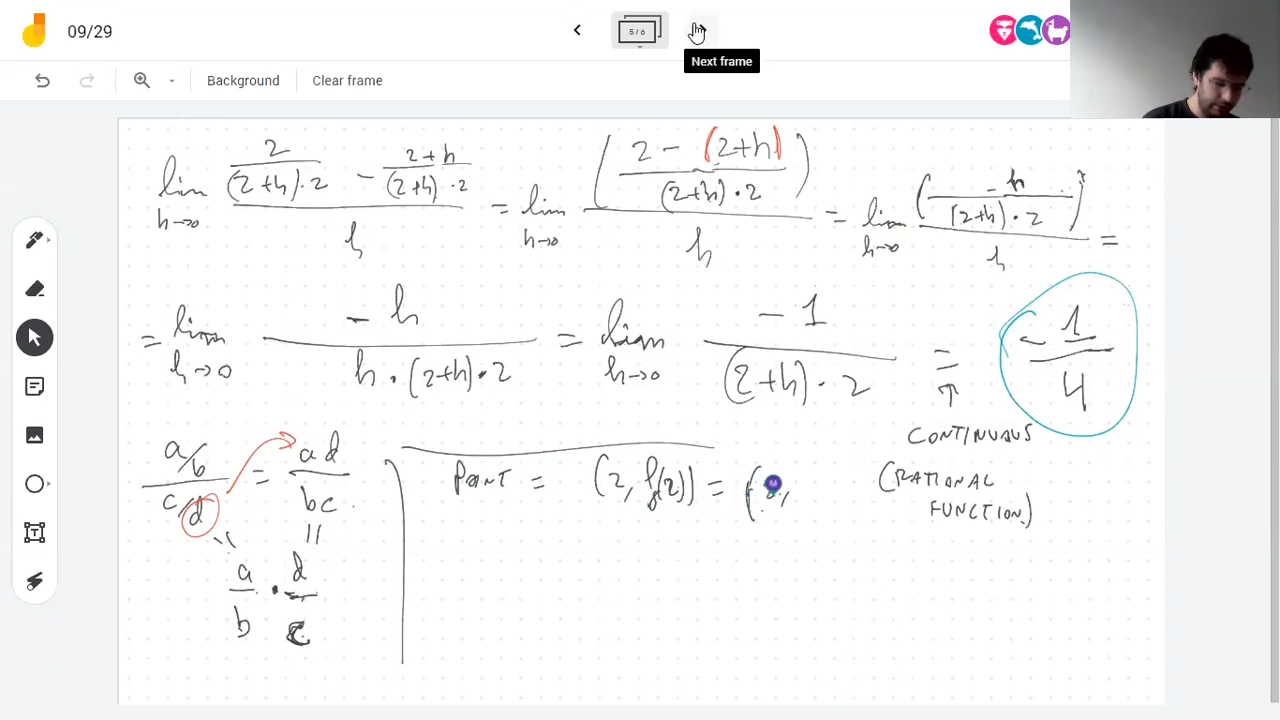 09/29
5/6
Next frame
Background
Clear frame
lim h→0 (2/((2+h)·2) - (2+h)/((2+h)·2))/h = lim h→0 ((2-(2+h))/((2+h)·2))/h = lim h→0 (-h/((2+h)·2))/h =
= lim h→0 -h/(h·(2+h)·2) = lim h→0 -1/((2+h)·2) = -1/4
↑
CONTINUOUS
(RATIONAL
FUNCTION)
(a/b)/(c/d) = ad/bc
=
a/b · d/c
POINT = (2, f(2)) = (2,
M
T